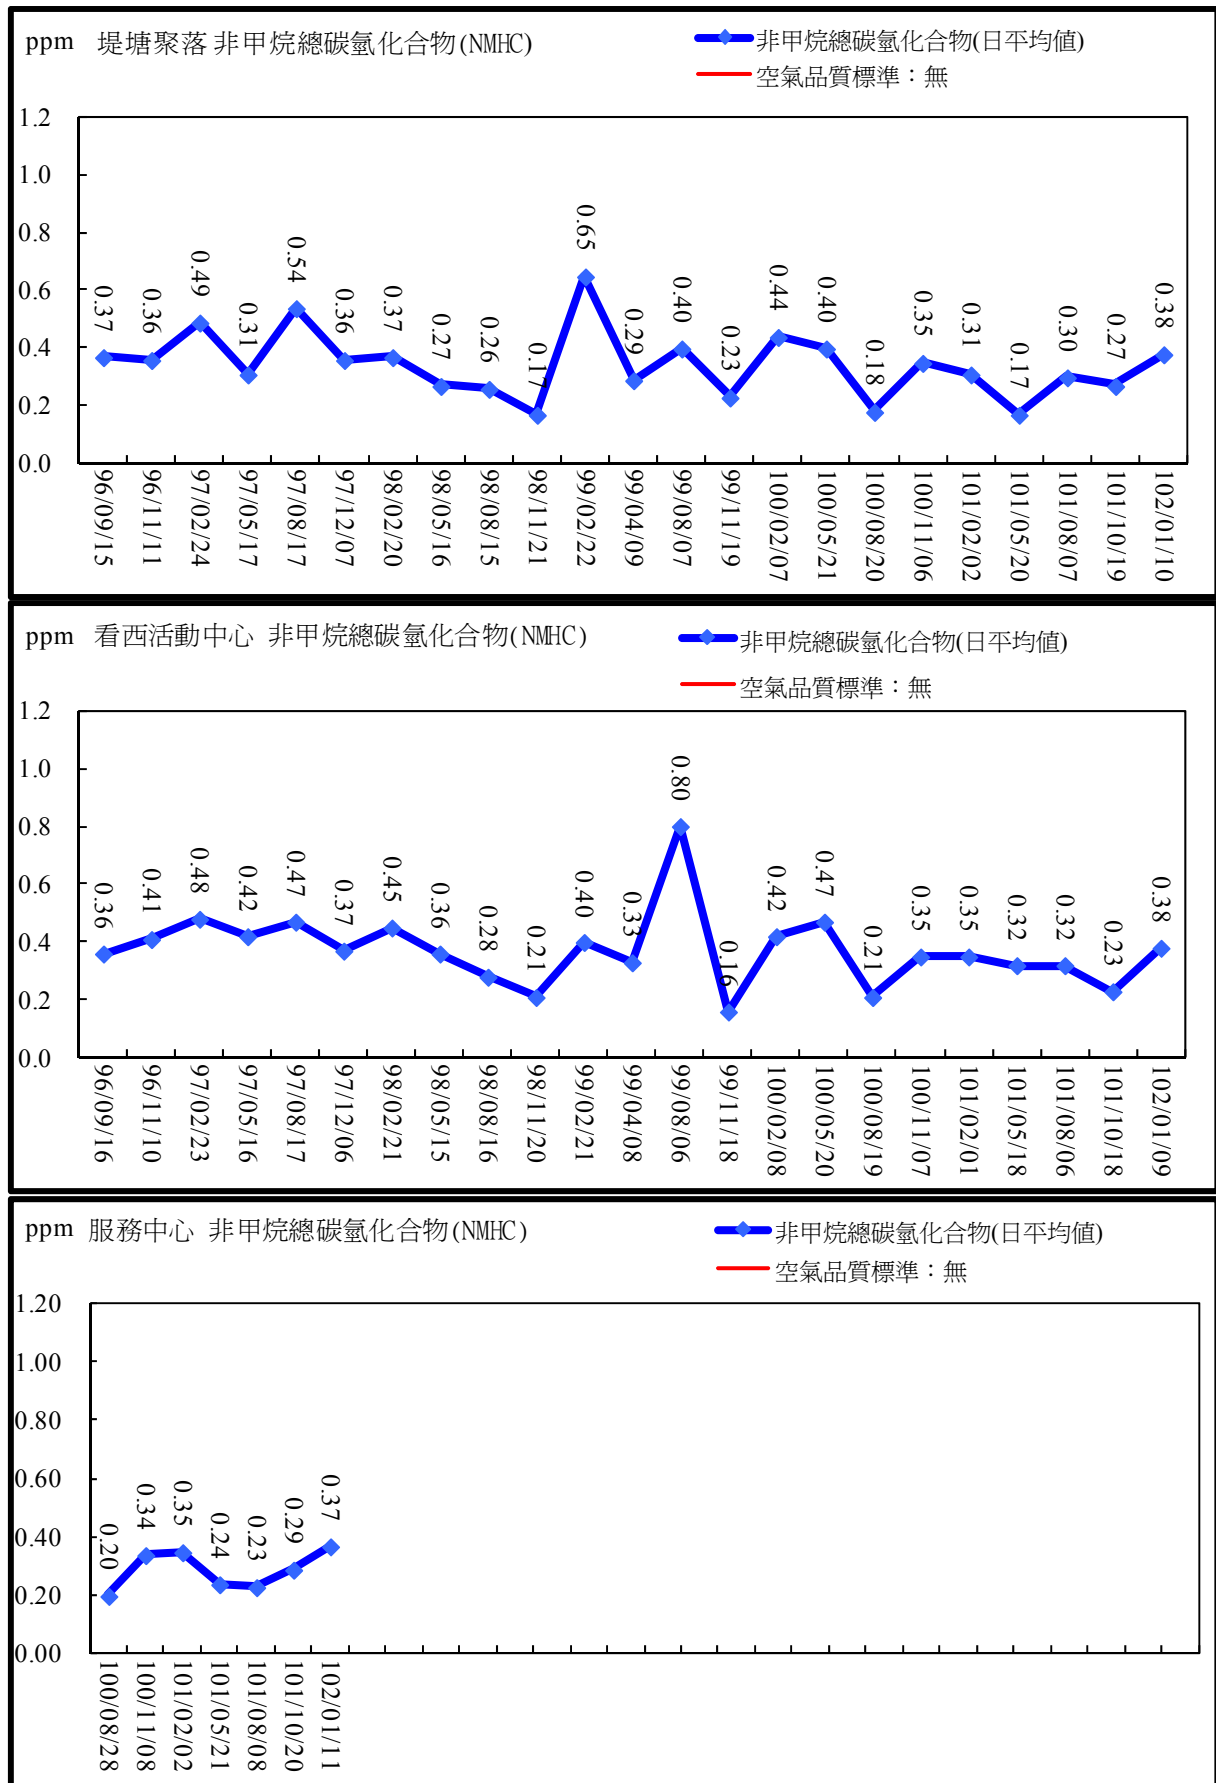 ppm 堤塘聚落 非甲烷總碳氫化合物(NMHC)
非甲烷總碳氫化合物(日平均值)
空氣品質標準：無
1.2
1.0
0.8
0.6
0.4
0.2
0.0
0.37 0.36 0.49 0.31 0.54 0.36 0.37 0.27 0.26 0.17 0.65 0.29 0.40 0.23 0.44 0.40 0.18 0.35 0.31 0.17 0.30 0.27 0.38
96/09/15 96/11/11 97/02/24 97/05/17 97/08/17 97/12/07 98/02/20 98/05/16 98/08/15 98/11/21 99/02/22 99/04/09 99/08/07 99/11/19 100/02/07 100/05/21 100/08/20 100/11/06 101/02/02 101/05/20 101/08/07 101/10/19 102/01/10
ppm 看西活動中心 非甲烷總碳氫化合物(NMHC)
非甲烷總碳氫化合物(日平均值)
空氣品質標準：無
1.2
1.0
0.8
0.6
0.4
0.2
0.0
0.36 0.41 0.48 0.42 0.47 0.37 0.45 0.36 0.28 0.21 0.40 0.33 0.80 0.16 0.42 0.47 0.21 0.35 0.35 0.32 0.32 0.23 0.38
96/09/16 96/11/10 97/02/23 97/05/16 97/08/17 97/12/06 98/02/21 98/05/15 98/08/16 98/11/20 99/02/21 99/04/08 99/08/06 99/11/18 100/02/08 100/05/20 100/08/19 100/11/07 101/02/01 101/05/18 101/08/06 101/10/18 102/01/09
ppm 服務中心 非甲烷總碳氫化合物(NMHC)
非甲烷總碳氫化合物(日平均值)
空氣品質標準：無
1.20
1.00
0.80
0.60
0.40
0.20
0.00
0.20 0.34 0.35 0.24 0.23 0.29 0.37
100/08/28 100/11/08 101/02/02 101/05/21 101/08/08 101/10/20 102/01/11